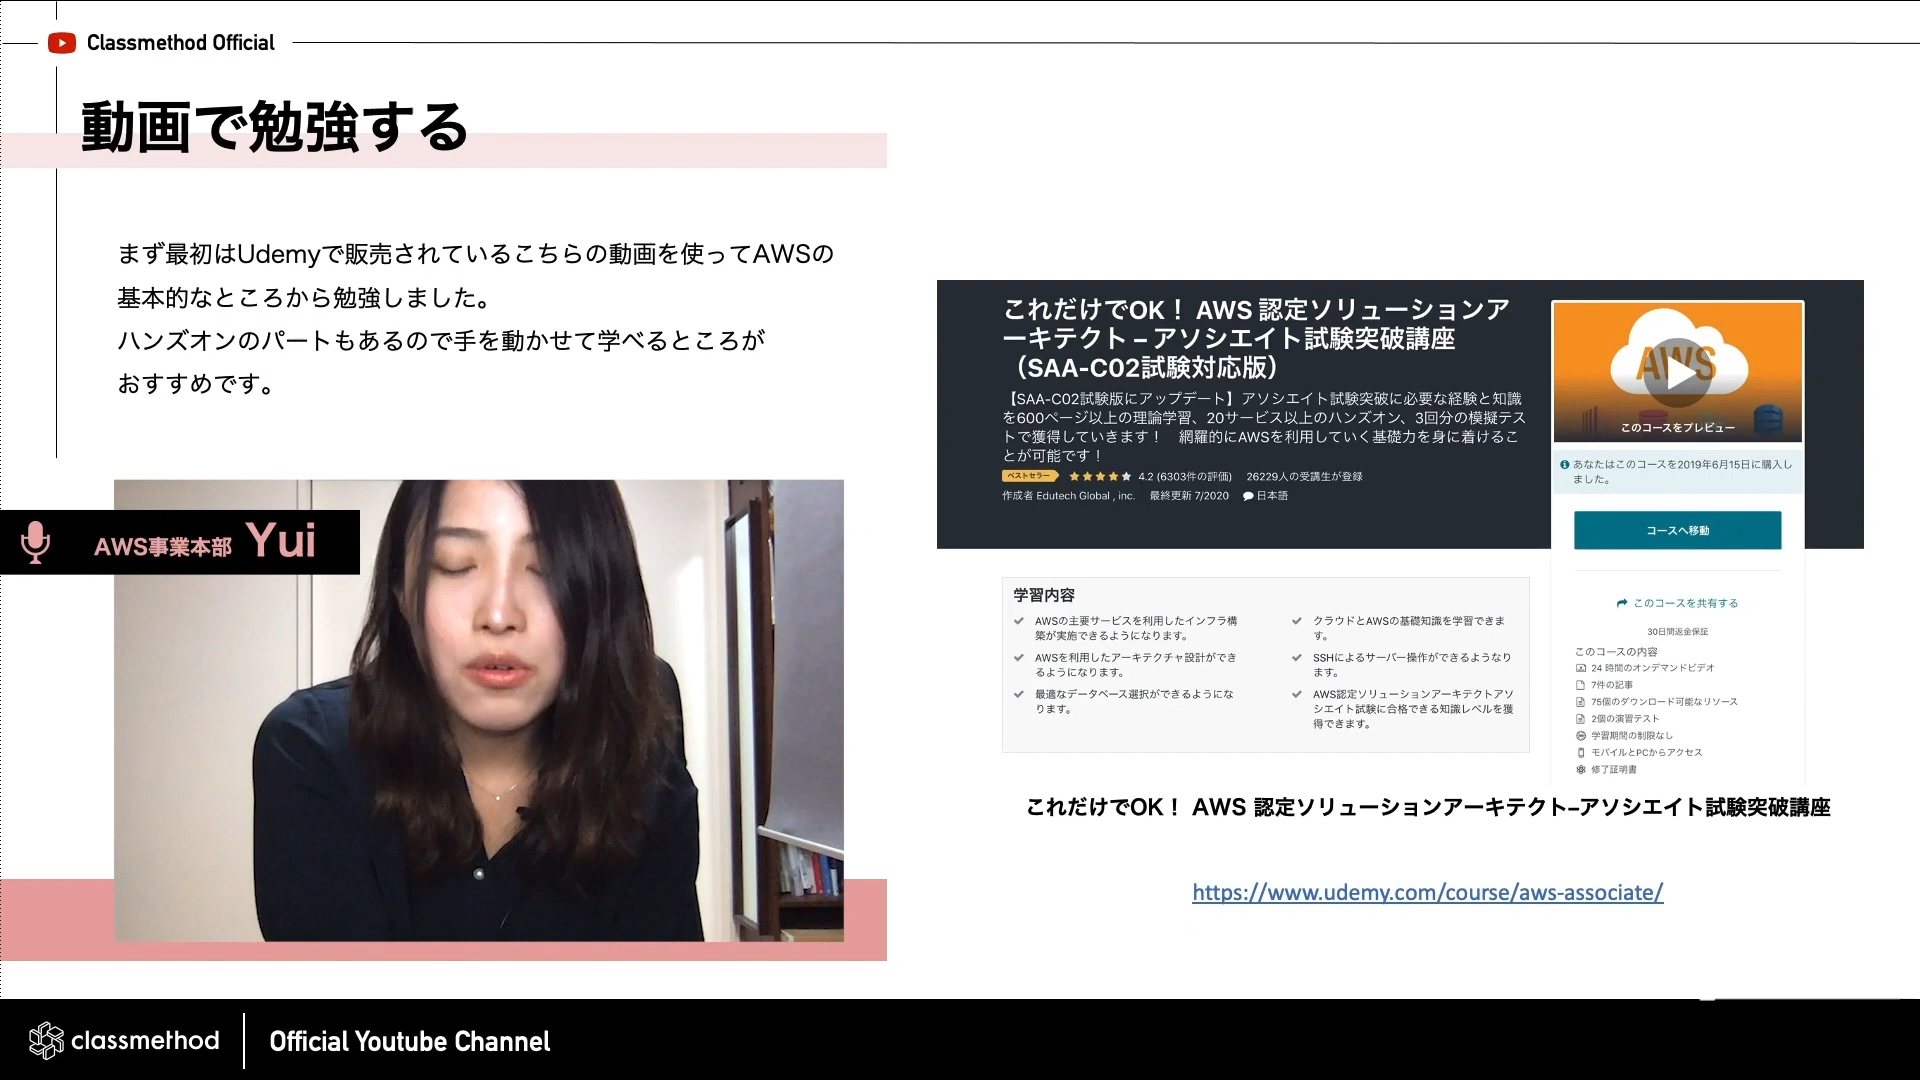 Classmethod Official
動画で勉強する
まず最初はUdemyで販売されているこちらの動画を使ってAWSの
基本的なところから勉強しました。
ハンズオンのパートもあるので手を動かせて学べるところが
おすすめです。
AWS事業本部 Yui
これだけでOK！ AWS 認定ソリューションア
ーキテクト – アソシエイト試験突破講座
（SAA-C02試験対応版）
【SAA-C02試験版にアップデート】アソシエイト試験突破に必要な経験と知識
を600ページ以上の理論学習、20サービス以上のハンズオン、3回分の模擬テス
トで獲得していきます！　網羅的にAWSを利用していく基礎力を身に着けるこ
とが可能です！
ベストセラー 4.2 (6303件の評価) 26229人の受講生が登録
作成者 Edutech Global , inc. 最終更新 7/2020 日本語
AWS
このコースをプレビュー
あなたはこのコースを2019年6月15日に購入し
ました。
コースへ移動
このコースを共有する
30日間返金保証
このコースの内容
24 時間のオンデマンドビデオ
7件の記事
75個のダウンロード可能なリソース
2個の演習テスト
学習期間の制限なし
モバイルとPCからアクセス
修了証明書
学習内容
AWSの主要サービスを利用したインフラ構
築が実施できるようになります。
AWSを利用したアーキテクチャ設計ができ
るようになります。
最適なデータベース選択ができるようにな
ります。
クラウドとAWSの基礎知識を学習できま
す。
SSHによるサーバー操作ができるようなり
ます。
AWS認定ソリューションアーキテクトアソ
シエイト試験に合格できる知識レベルを獲
得できます。
これだけでOK！ AWS 認定ソリューションアーキテクト–アソシエイト試験突破講座
https://www.udemy.com/course/aws-associate/
classmethod
Official Youtube Channel